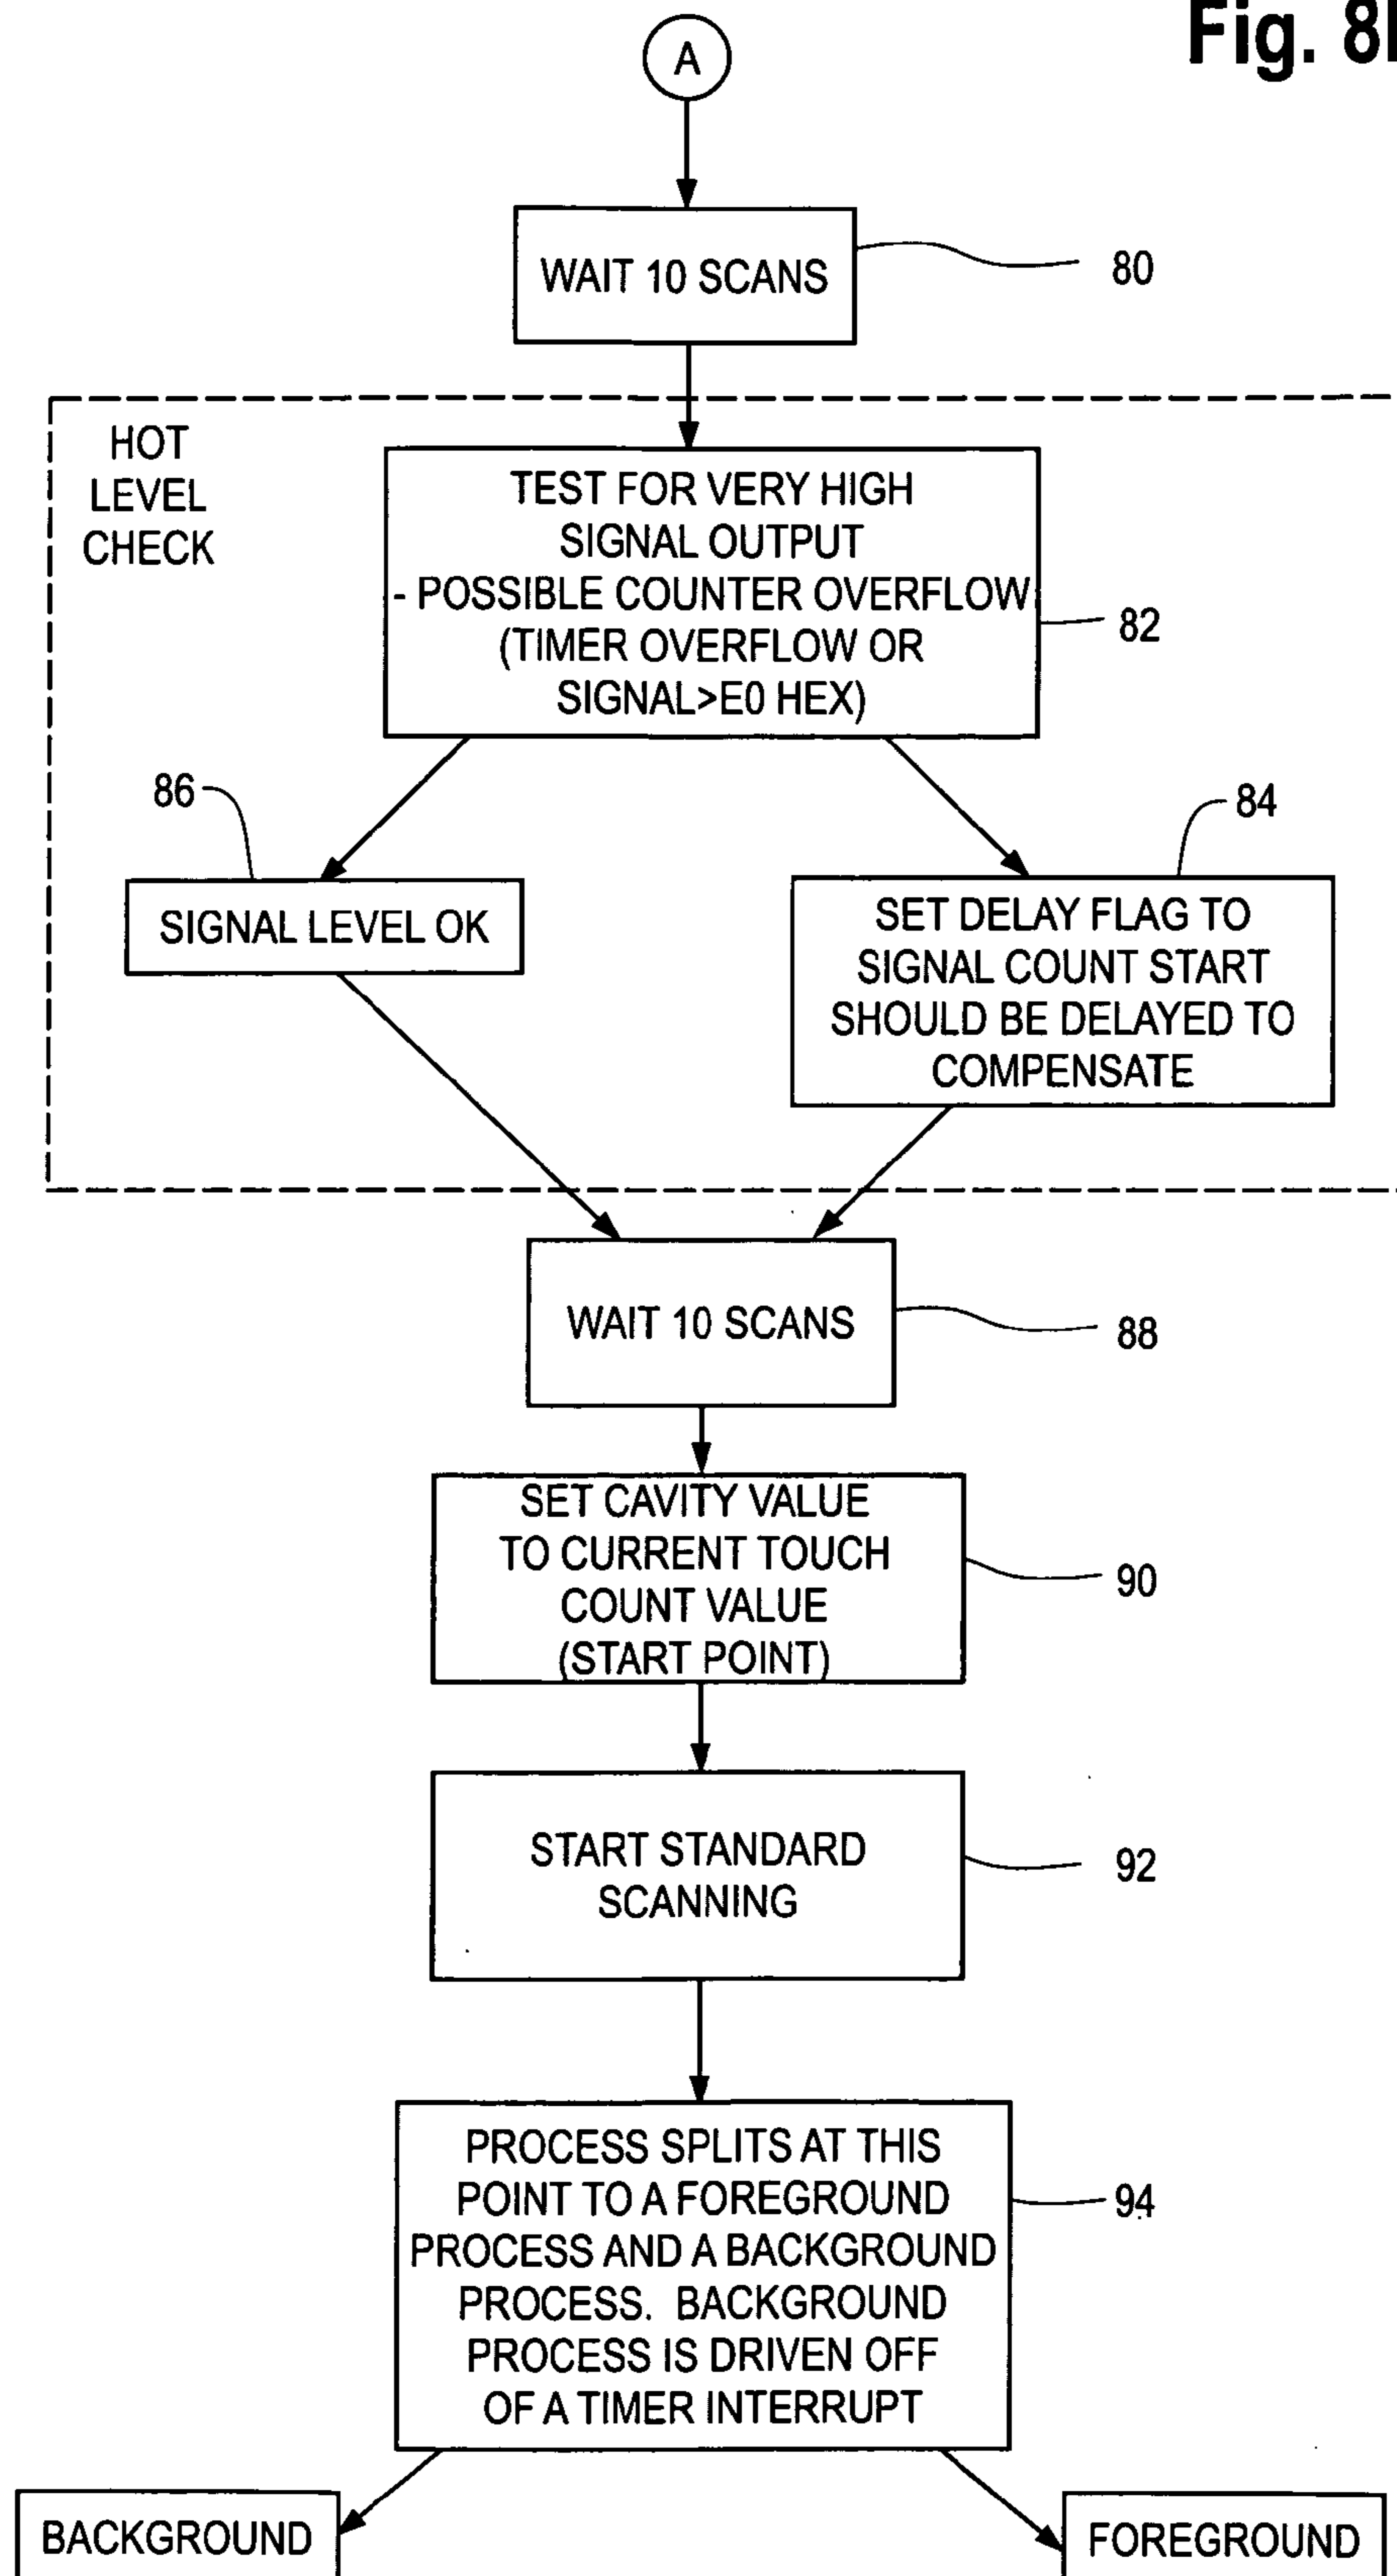 Fig. 8
A
WAIT 10 SCANS
80
HOT
LEVEL
CHECK
TEST FOR VERY HIGH
SIGNAL OUTPUT
- POSSIBLE COUNTER OVERFLOW
(TIMER OVERFLOW OR
SIGNAL>E0 HEX)
82
86
84
SIGNAL LEVEL OK
SET DELAY FLAG TO
SIGNAL COUNT START
SHOULD BE DELAYED TO
COMPENSATE
WAIT 10 SCANS
88
SET CAVITY VALUE
TO CURRENT TOUCH
COUNT VALUE
(START POINT)
90
START STANDARD
SCANNING
92
PROCESS SPLITS AT THIS
POINT TO A FOREGROUND
PROCESS AND A BACKGROUND
PROCESS. BACKGROUND
PROCESS IS DRIVEN OFF
OF A TIMER INTERRUPT
94
BACKGROUND
FOREGROUND